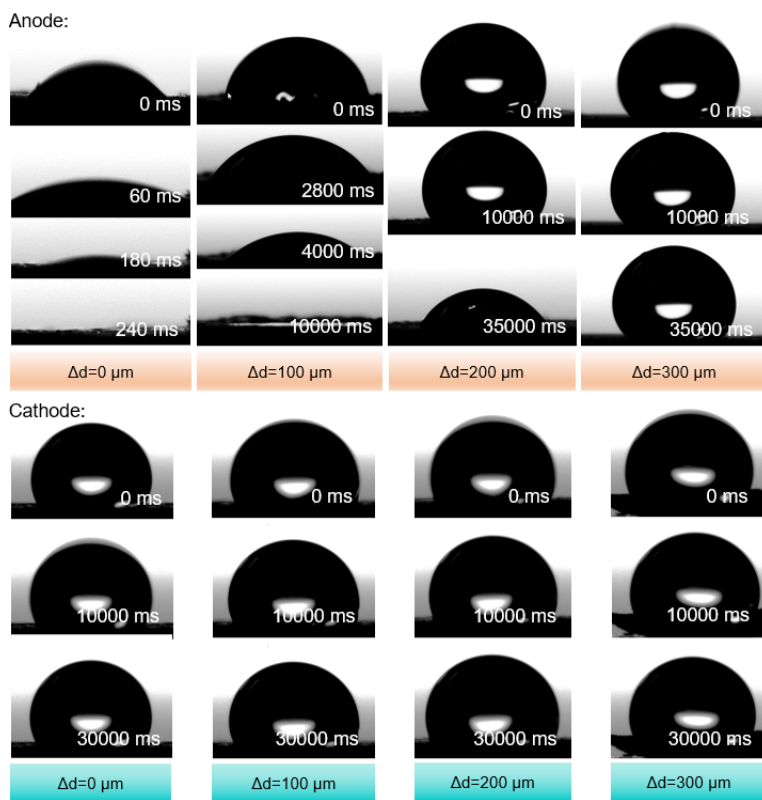 Anode:
0 ms 0 ms 0 ms 0 ms
60 ms 2800 ms 10000 ms 10000 ms
180 ms 4000 ms
240 ms 10000 ms 35000 ms 35000 ms
Δd=0 μm Δd=100 μm Δd=200 μm Δd=300 μm
Cathode:
0 ms 0 ms 0 ms 0 ms
10000 ms 10000 ms 10000 ms 10000 ms
30000 ms 30000 ms 30000 ms 30000 ms
Δd=0 μm Δd=100 μm Δd=200 μm Δd=300 μm